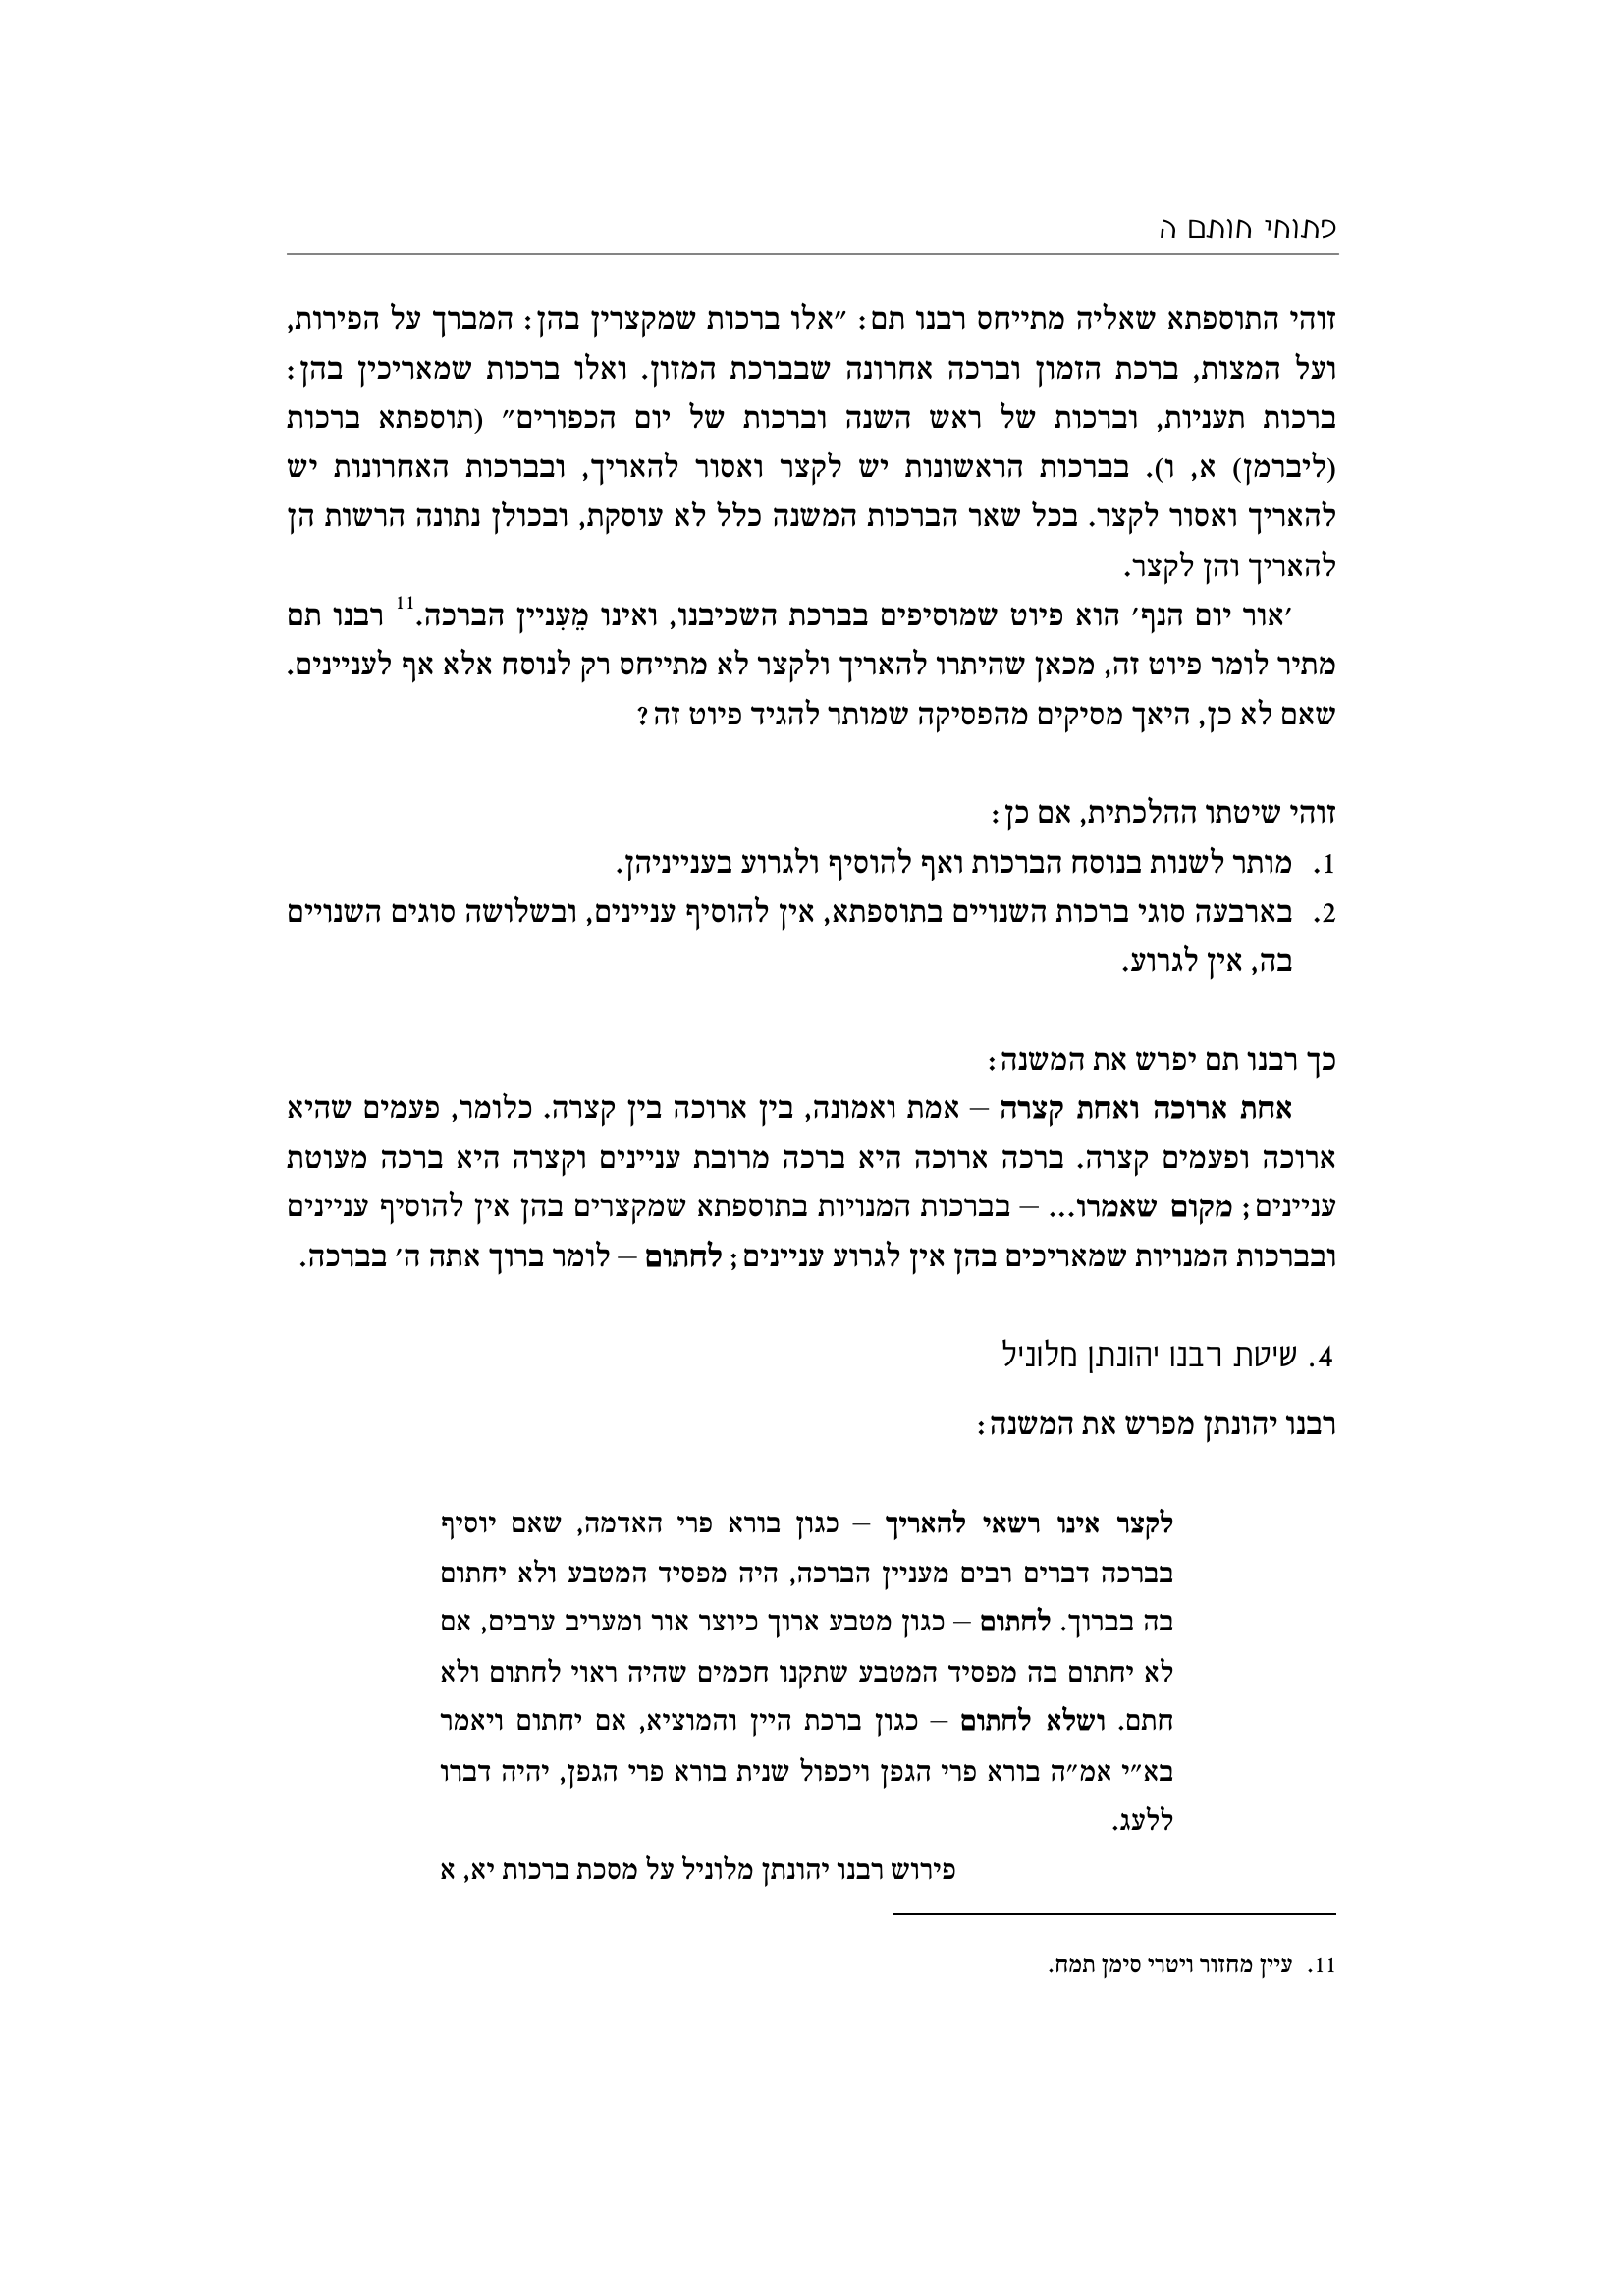 פתוחי חותם ה
זוהי התוספתא שאליה מתייחס רבנו תם: ״אלו ברכות שמקצרין בהן: המברך על הפירות,
ועל המצות, ברכת הזמון וברכה אחרונה שבברכת המזון. ואלו ברכות שמאריכין בהן:
ברכות תעניות, וברכות של ראש השנה וברכות של יום הכפורים״ (תוספתא ברכות
(ליברמן) א, ו). בברכות הראשונות יש לקצר ואסור להאריך, ובברכות האחרונות יש
להאריך ואסור לקצר. בכל שאר הברכות המשנה כלל לא עוסקת, ובכולן נתונה הרשות הן
להאריך והן לקצר.
׳אור יום הנף׳ הוא פיוט שמוסיפים בברכת השכיבנו, ואינו מֵעִניין הברכה.11 רבנו תם
מתיר לומר פיוט זה, מכאן שהיתרו להאריך ולקצר לא מתייחס רק לנוסח אלא אף לעניינים.
שאם לא כן, היאך מסיקים מהפסיקה שמותר להגיד פיוט זה?
זוהי שיטתו ההלכתית, אם כן:
1. מותר לשנות בנוסח הברכות ואף להוסיף ולגרוע בענייניהן.
2. בארבעה סוגי ברכות השנויים בתוספתא, אין להוסיף עניינים, ובשלושה סוגים השנויים
בה, אין לגרוע.
כך רבנו תם יפרש את המשנה:
אחת ארוכה ואחת קצרה – אמת ואמונה, בין ארוכה בין קצרה. כלומר, פעמים שהיא
ארוכה ופעמים קצרה. ברכה ארוכה היא ברכה מרובת עניינים וקצרה היא ברכה מעוטת
עניינים; מקום שאמרו... – בברכות המנויות בתוספתא שמקצרים בהן אין להוסיף עניינים
ובברכות המנויות שמאריכים בהן אין לגרוע עניינים; לחתום – לומר ברוך אתה ה׳ בברכה.
4. שיטת רבנו יהונתן מלוניל
רבנו יהונתן מפרש את המשנה:
לקצר אינו רשאי להאריך – כגון בורא פרי האדמה, שאם יוסיף
בברכה דברים רבים מעניין הברכה, היה מפסיד המטבע ולא יחתום
בה בברוך. לחתום – כגון מטבע ארוך כיוצר אור ומעריב ערבים, אם
לא יחתום בה מפסיד המטבע שתקנו חכמים שהיה ראוי לחתום ולא
חתם. ושלא לחתום – כגון ברכת היין והמוציא, אם יחתום ויאמר
בא״י אמ״ה בורא פרי הגפן ויכפול שנית בורא פרי הגפן, יהיה דברו
ללעג.
פירוש רבנו יהונתן מלוניל על מסכת ברכות יא, א
11. עיין מחזור ויטרי סימן תמח.